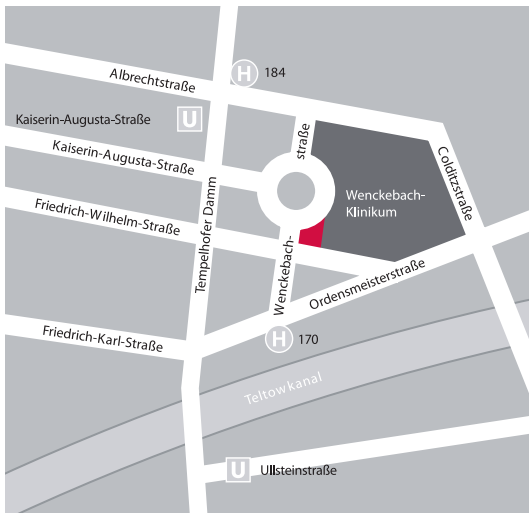 Albrechtstraße
H 184
Kaiserin-Augusta-Straße U
Kaiserin-Augusta-Straße
straße
Colditzstraße
Wenckebach-
Klinikum
Friedrich-Wilhelm-Straße
Tempelhofer Damm
Wenckebach-
Ordensmeisterstraße
Friedrich-Karl-Straße
H 170
Teltowkanal
U Ullsteinstraße